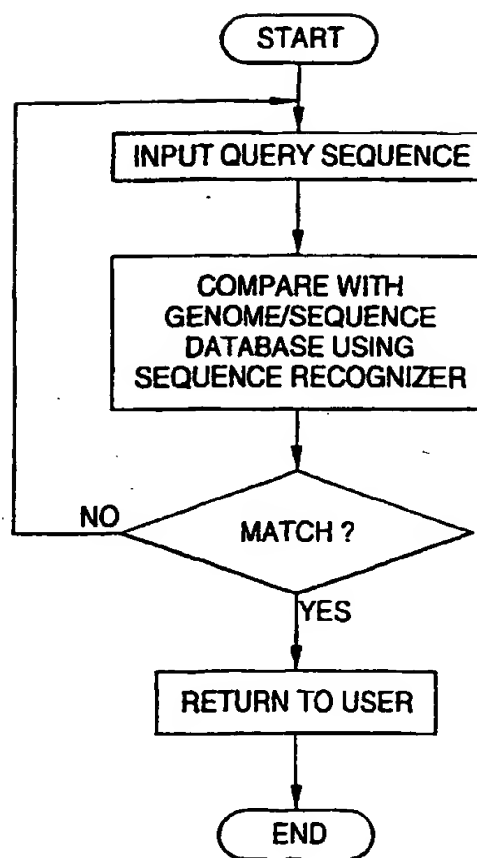 START
INPUT QUERY SEQUENCE
COMPARE WITH
GENOME/SEQUENCE
DATABASE USING
SEQUENCE RECOGNIZER
NO
MATCH ?
YES
RETURN TO USER
END